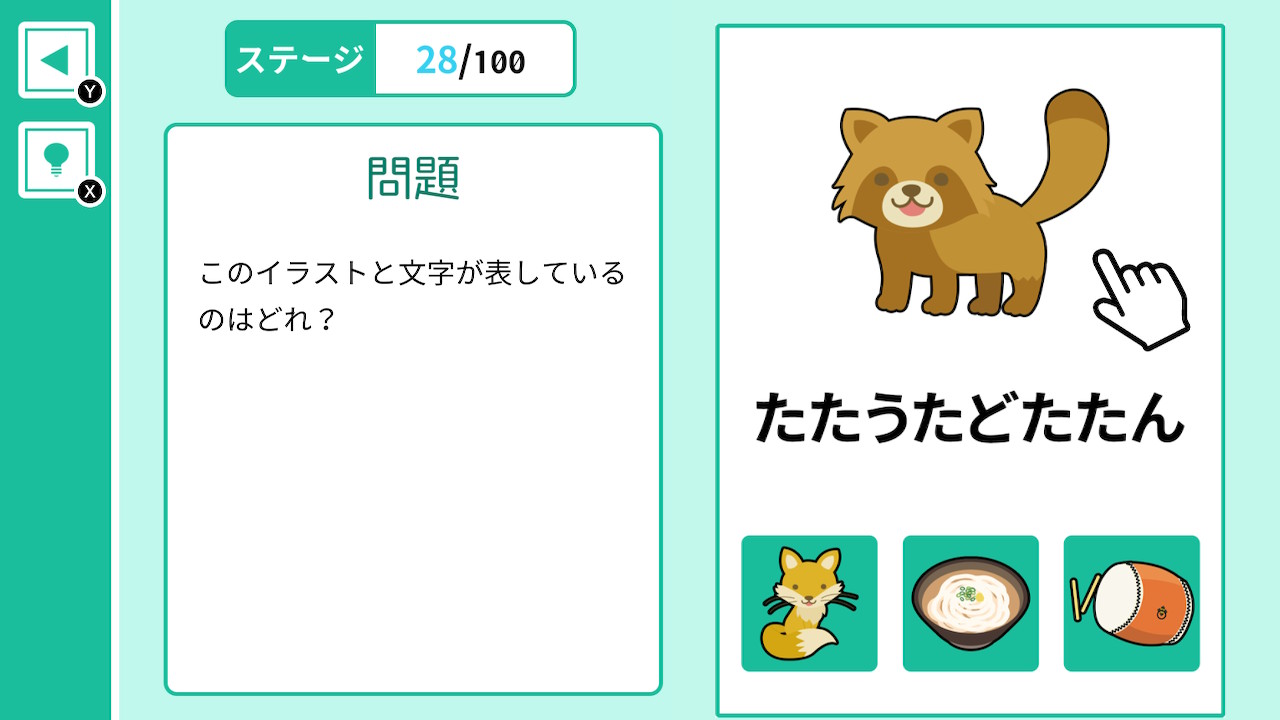 ステージ 28/100
Y
X
問題
このイラストと文字が表している
のはどれ？
たたうたどたたん